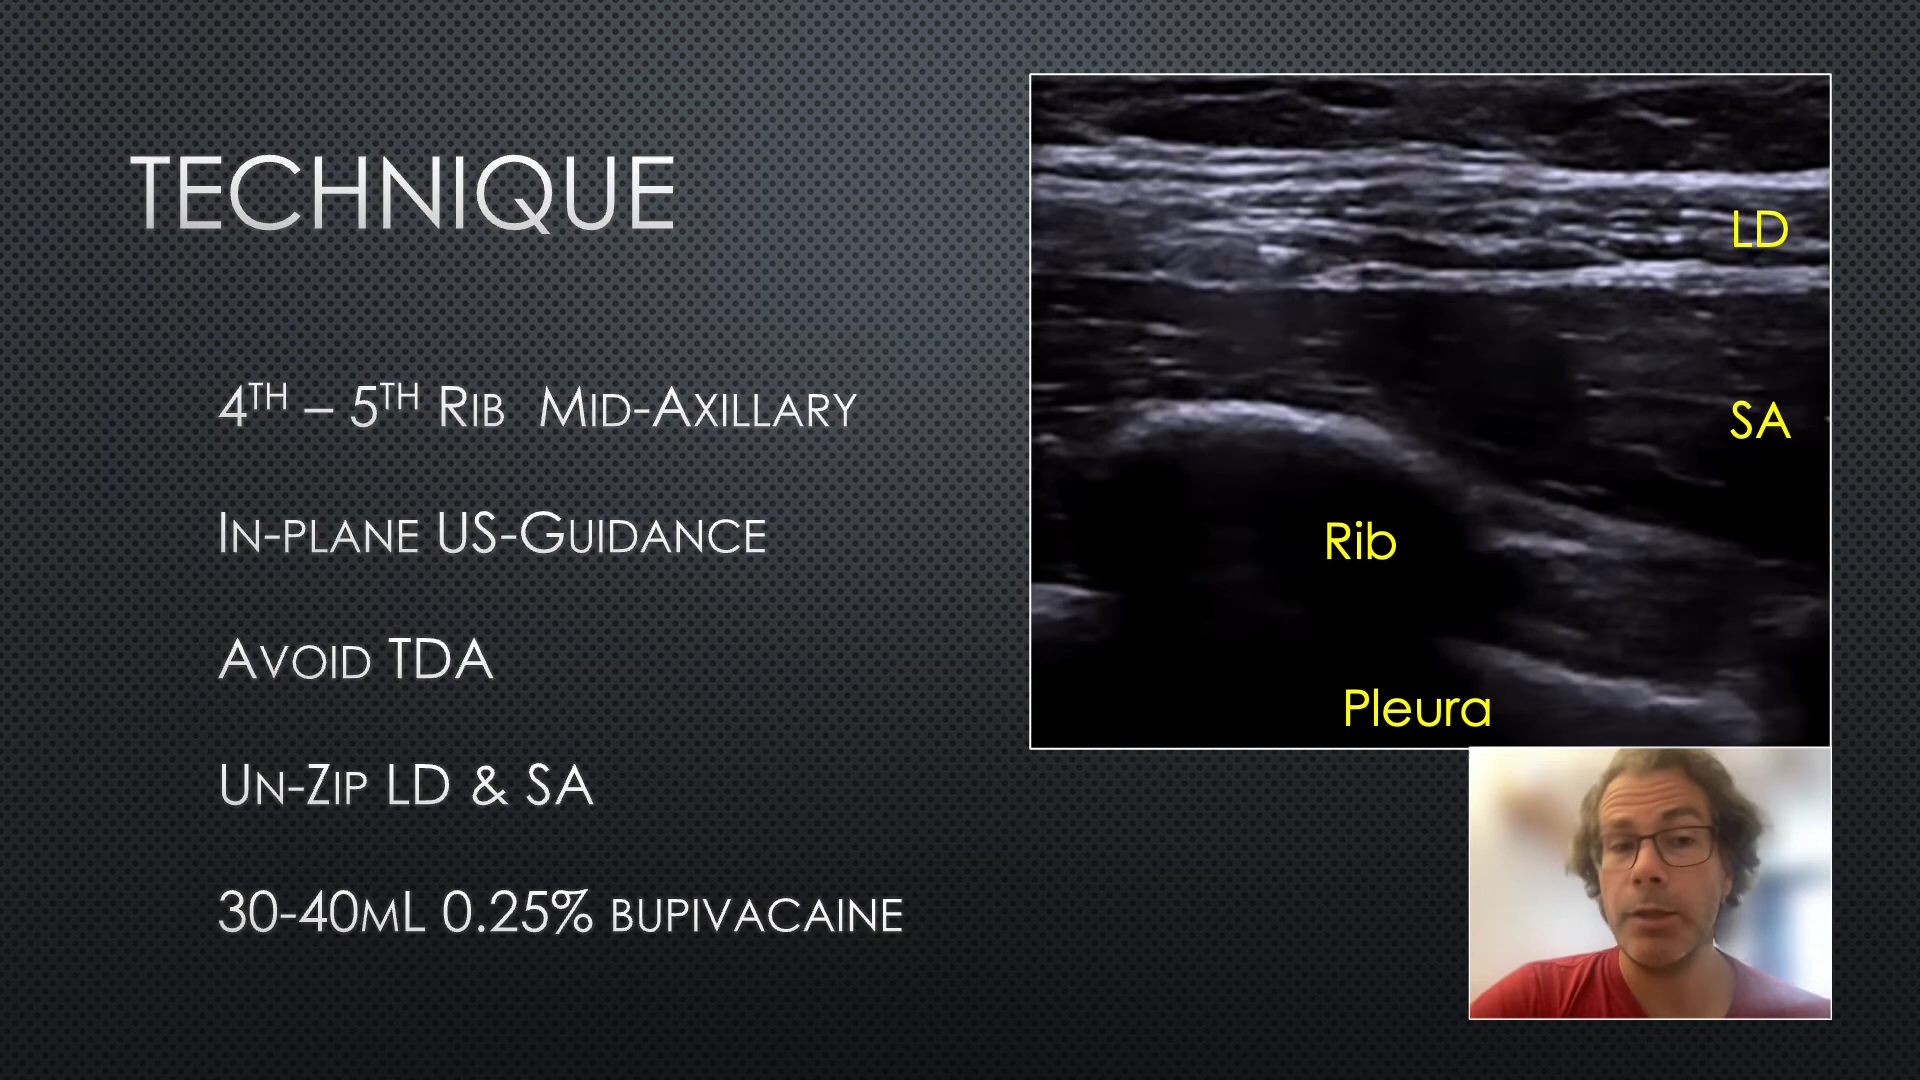 TECHNIQUE
4TH – 5TH RIB MID-AXILLARY
IN-PLANE US-GUIDANCE
AVOID TDA
UN-ZIP LD & SA
30-40ML 0.25% BUPIVACAINE
LD
SA
Rib
Pleura